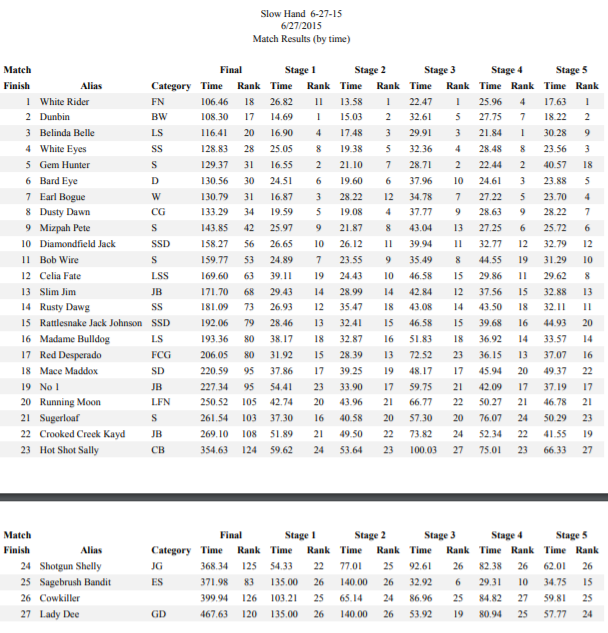 Slow Hand 6-27-15
6/27/2015
Match Results (by time)
Match Final Stage 1 Stage 2 Stage 3 Stage 4 Stage 5
Finish Alias Category Time Rank Time Rank Time Rank Time Rank Time Rank Time Rank
1 White Rider FN 106.46 18 26.82 11 13.58 1 22.47 1 25.96 4 17.63 1
2 Dunbin BW 108.30 17 14.69 1 15.03 2 32.61 5 27.75 7 18.22 2
3 Belinda Belle LS 116.41 20 16.90 4 17.48 3 29.91 3 21.84 1 30.28 9
4 White Eyes SS 128.83 28 25.05 8 19.38 5 32.36 4 28.48 8 23.56 3
5 Gem Hunter S 129.37 31 16.55 2 21.10 7 28.71 2 22.44 2 40.57 18
6 Bard Eye D 130.56 30 24.51 6 19.60 6 37.96 10 24.61 3 23.88 5
7 Earl Bogue W 130.79 31 16.87 3 28.22 12 34.78 7 27.22 5 23.70 4
8 Dusty Dawn CG 133.29 34 19.59 5 19.08 4 37.77 9 28.63 9 28.22 7
9 Mizpah Pete S 143.85 42 25.97 9 21.87 8 43.04 13 27.25 6 25.72 6
10 Diamondfield Jack SSD 158.27 56 26.65 10 26.12 11 39.94 11 32.77 12 32.79 12
11 Bob Wire S 159.77 53 24.89 7 23.55 9 35.49 8 44.55 19 31.29 10
12 Celia Fate LSS 169.60 63 39.11 19 24.43 10 46.58 15 29.86 11 29.62 8
13 Slim Jim JB 171.70 68 29.43 14 28.99 14 42.84 12 37.56 15 32.88 13
14 Rusty Dawg SS 181.09 73 26.93 12 35.47 18 43.08 14 43.50 18 32.11 11
15 Rattlesnake Jack Johnson SSD 192.06 79 28.46 13 32.41 15 46.58 15 39.68 16 44.93 20
16 Madame Bulldog LS 193.36 80 38.17 18 32.87 16 51.83 18 36.92 14 33.57 14
17 Red Desperado FCG 206.05 80 31.92 15 28.39 13 72.52 23 36.15 13 37.07 16
18 Mace Maddox SD 220.59 95 37.86 17 39.25 19 48.17 17 45.94 20 49.37 22
19 No 1 JB 227.34 95 54.41 23 33.90 17 59.75 21 42.09 17 37.19 17
20 Running Moon LFN 250.52 105 42.74 20 43.96 21 66.77 22 50.27 21 46.78 21
21 Sugerloaf S 261.54 103 37.30 16 40.58 20 57.30 20 76.07 24 50.29 23
22 Crooked Creek Kayd JB 269.10 108 51.89 21 49.50 22 73.82 24 52.34 22 41.55 19
23 Hot Shot Sally CB 354.63 124 59.62 24 53.64 23 100.03 27 75.01 23 66.33 27
Match Final Stage 1 Stage 2 Stage 3 Stage 4 Stage 5
Finish Alias Category Time Rank Time Rank Time Rank Time Rank Time Rank Time Rank
24 Shotgun Shelly JG 368.34 125 54.33 22 77.01 25 92.61 26 82.38 26 62.01 26
25 Sagebrush Bandit ES 371.98 83 135.00 26 140.00 26 32.92 6 29.31 10 34.75 15
26 Cowkiller 399.94 126 103.21 25 65.14 24 86.96 25 84.82 27 59.81 25
27 Lady Dee GD 467.63 120 135.00 26 140.00 26 53.92 19 80.94 25 57.77 24